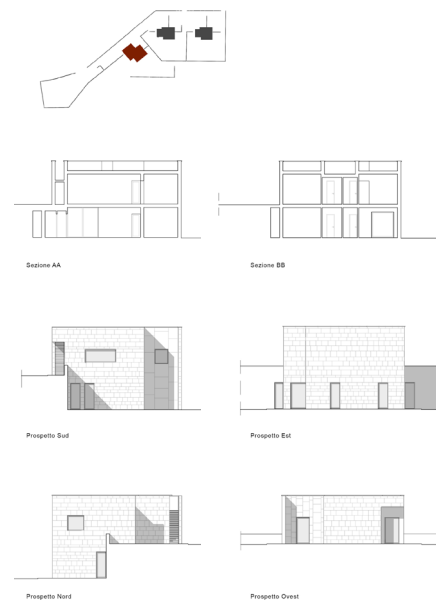 Sezione AA
Sezione BB
Prospetto Sud
Prospetto Est
Prospetto Nord
Prospetto Ovest